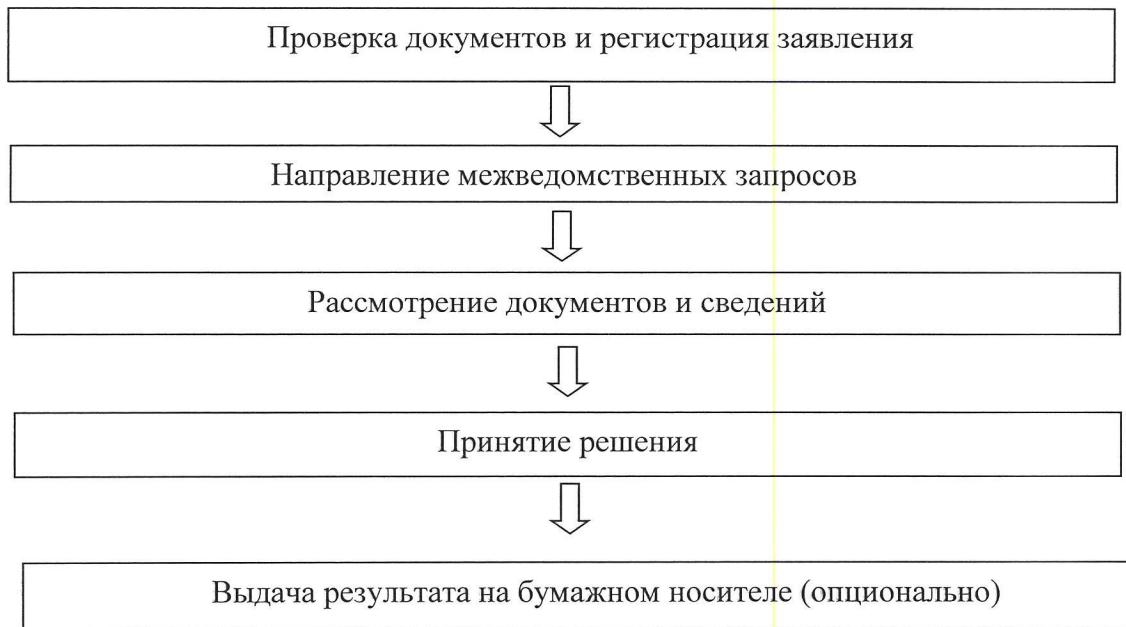 Проверка документов и регистрация заявления
Направление межведомственных запросов
Рассмотрение документов и сведений
Принятие решения
Выдача результата на бумажном носителе (опционально)